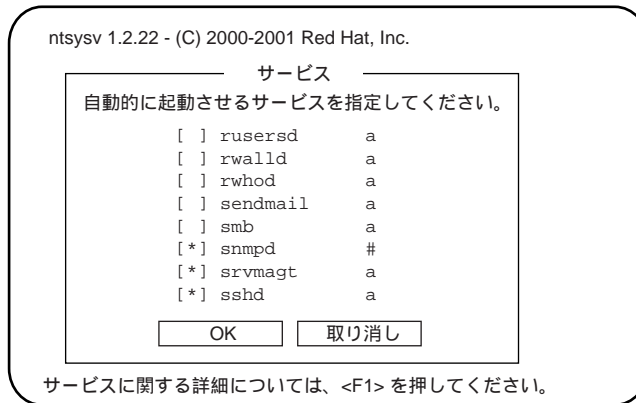 ntsysv 1.2.22 - (C) 2000-2001 Red Hat, Inc.
サービス
自動的に起動させるサービスを指定してください。
[ ] rusersd a
[ ] rwalld a
[ ] rwhod a
[ ] sendmail a
[ ] smb a
[*] snmpd #
[*] srvmagt a
[*] sshd a
OK 取り消し
サービスに関する詳細については、<F1> を押してください。